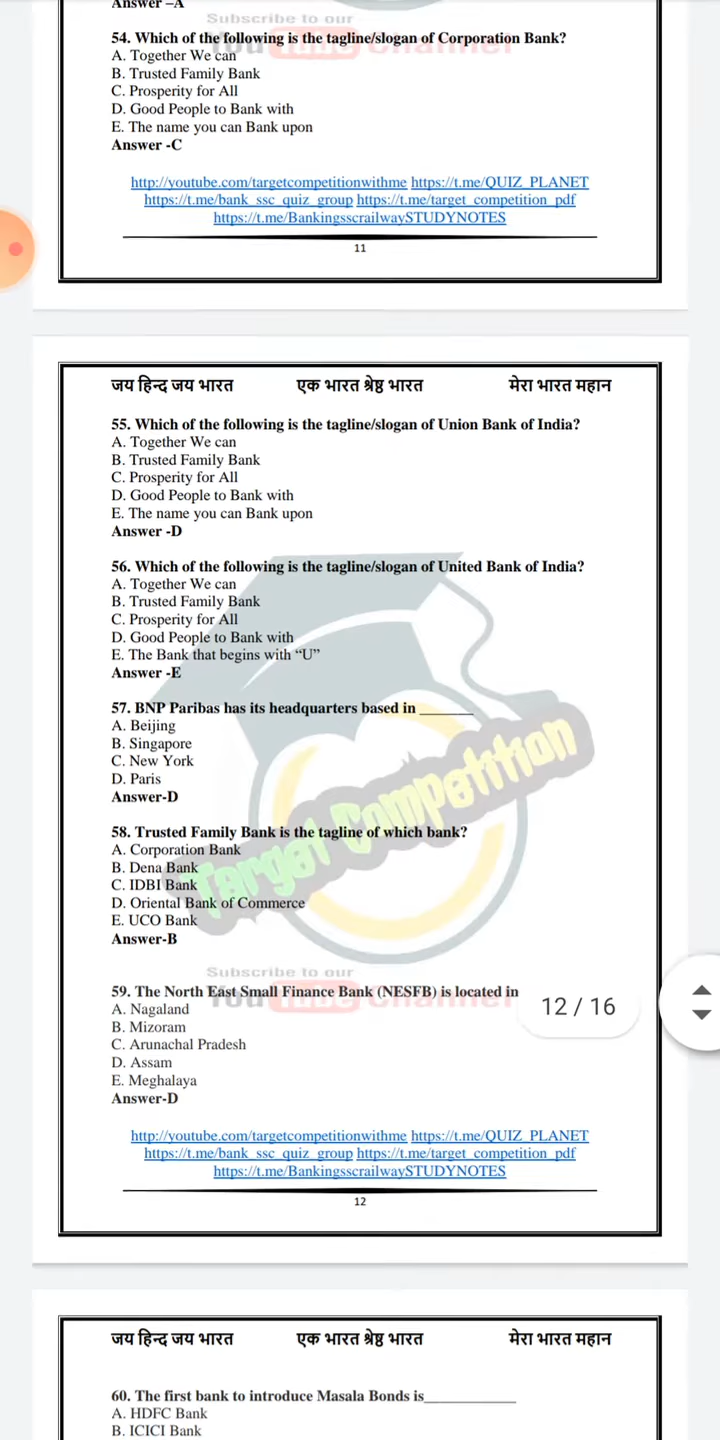 Answer –A
Subscribe to our
You Tube Channel
54. Which of the following is the tagline/slogan of Corporation Bank?
A. Together We can
B. Trusted Family Bank
C. Prosperity for All
D. Good People to Bank with
E. The name you can Bank upon
Answer -C
http://youtube.com/targetcompetitionwithme https://t.me/QUIZ_PLANET
https://t.me/bank_ssc_quiz_group https://t.me/target_competition_pdf
https://t.me/BankingsscrailwaySTUDYNOTES
11
जय हिन्द जय भारत एक भारत श्रेष्ठ भारत मेरा भारत महान
55. Which of the following is the tagline/slogan of Union Bank of India?
A. Together We can
B. Trusted Family Bank
C. Prosperity for All
D. Good People to Bank with
E. The name you can Bank upon
Answer -D
56. Which of the following is the tagline/slogan of United Bank of India?
A. Together We can
B. Trusted Family Bank
C. Prosperity for All
D. Good People to Bank with
E. The Bank that begins with “U”
Answer -E
57. BNP Paribas has its headquarters based in ________
A. Beijing
B. Singapore
C. New York
D. Paris
Answer-D
Target Competition
58. Trusted Family Bank is the tagline of which bank?
A. Corporation Bank
B. Dena Bank
C. IDBI Bank
D. Oriental Bank of Commerce
E. UCO Bank
Answer-B
Subscribe to our
You Tube Channel
59. The North East Small Finance Bank (NESFB) is located in
12 / 16
A. Nagaland
B. Mizoram
C. Arunachal Pradesh
D. Assam
E. Meghalaya
Answer-D
http://youtube.com/targetcompetitionwithme https://t.me/QUIZ_PLANET
https://t.me/bank_ssc_quiz_group https://t.me/target_competition_pdf
https://t.me/BankingsscrailwaySTUDYNOTES
12
जय हिन्द जय भारत एक भारत श्रेष्ठ भारत मेरा भारत महान
60. The first bank to introduce Masala Bonds is_____________
A. HDFC Bank
B. ICICI Bank